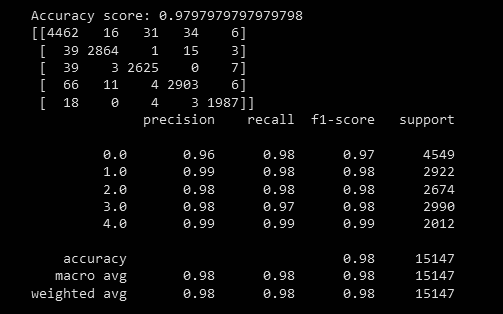 Accuracy score: 0.9797979797979798
[[4462 16 31 34 6]
[ 39 2864 1 15 3]
[ 39 3 2625 0 7]
[ 66 11 4 2903 6]
[ 18 0 4 3 1987]]
precision recall f1-score support
0.0 0.96 0.98 0.97 4549
1.0 0.99 0.98 0.98 2922
2.0 0.98 0.98 0.98 2674
3.0 0.98 0.97 0.98 2990
4.0 0.99 0.99 0.99 2012
accuracy 0.98 15147
macro avg 0.98 0.98 0.98 15147
weighted avg 0.98 0.98 0.98 15147